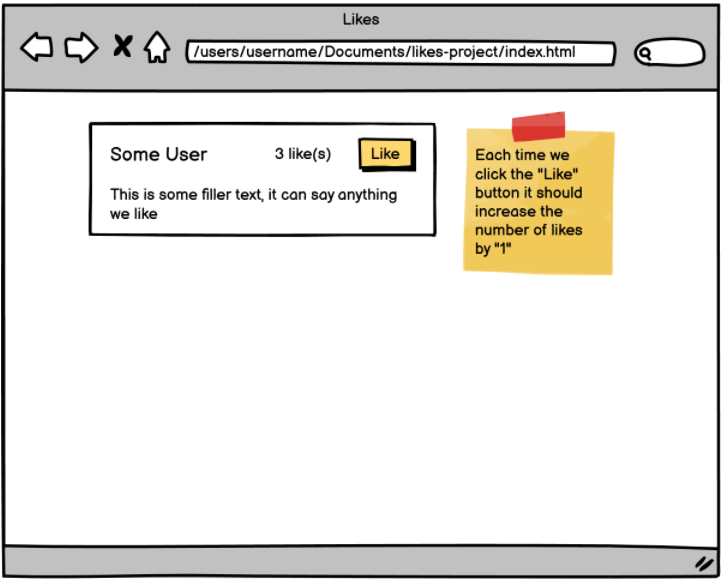 Likes
/users/username/Documents/likes-project/index.html
Some User
3 like(s)
Like
This is some filler text, it can say anything
we like
Each time we
click the "Like"
button it should
increase the
number of likes
by "1"